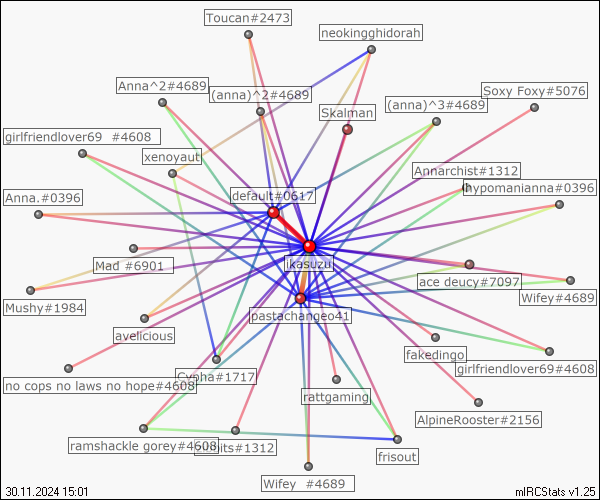 Toucan#2473
neokingghidorah
Anna^2#4689
(anna)^2#4689
Soxy Foxy#5076
(anna)^3#4689
Skalman
girlfriendlover69 #4608
xenoyaut
Annarchist#1312
hypomanianna#0396
default#0617
Anna.#0396
likasuzu
Mad #6901
ace deucy#7097
Wifey#4689
Mushy#1984
pastachangeo41
avelicious
fakedingo
girlfriendlover69#4608
Cypha#1717
no cops no laws no hope#4608
rattgaming
AlpineRooster#2156
ramshackle gorey#4608
#1312
frisout
Wifey #4689
30.11.2024 15:01
mIRCStats v1.25